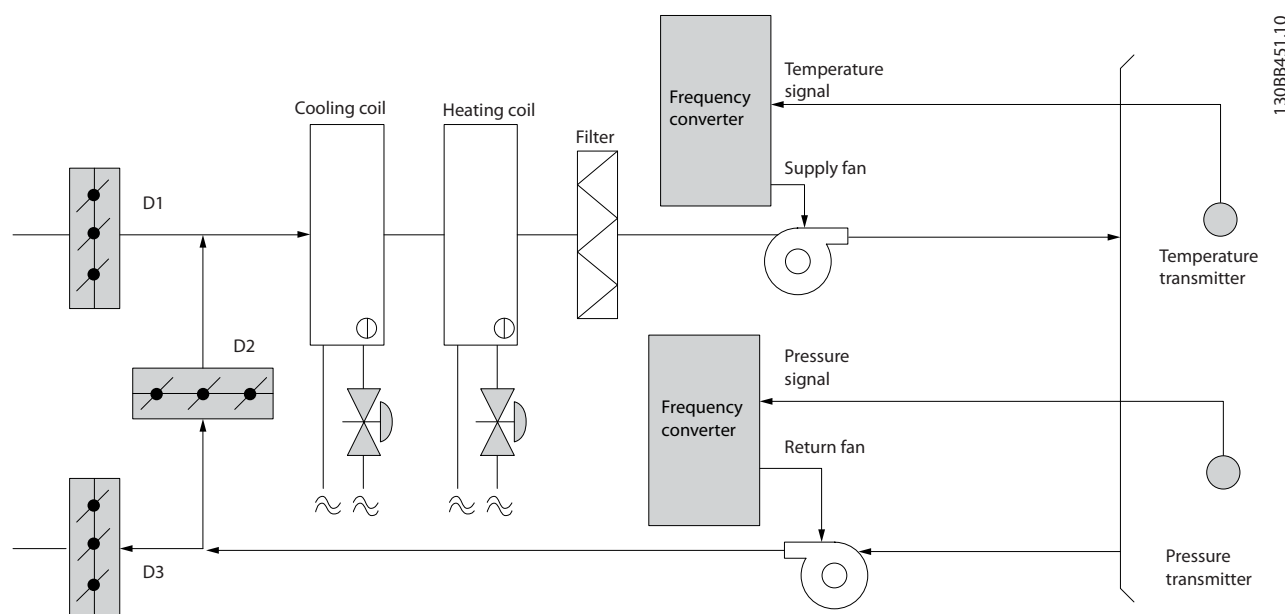 130BB451.10
Temperature
signal
Cooling coil
Heating coil
Frequency
converter
Filter
Supply fan
D1
Temperature
transmitter
D2
Pressure
signal
Frequency
converter
Return fan
D3
Pressure
transmitter